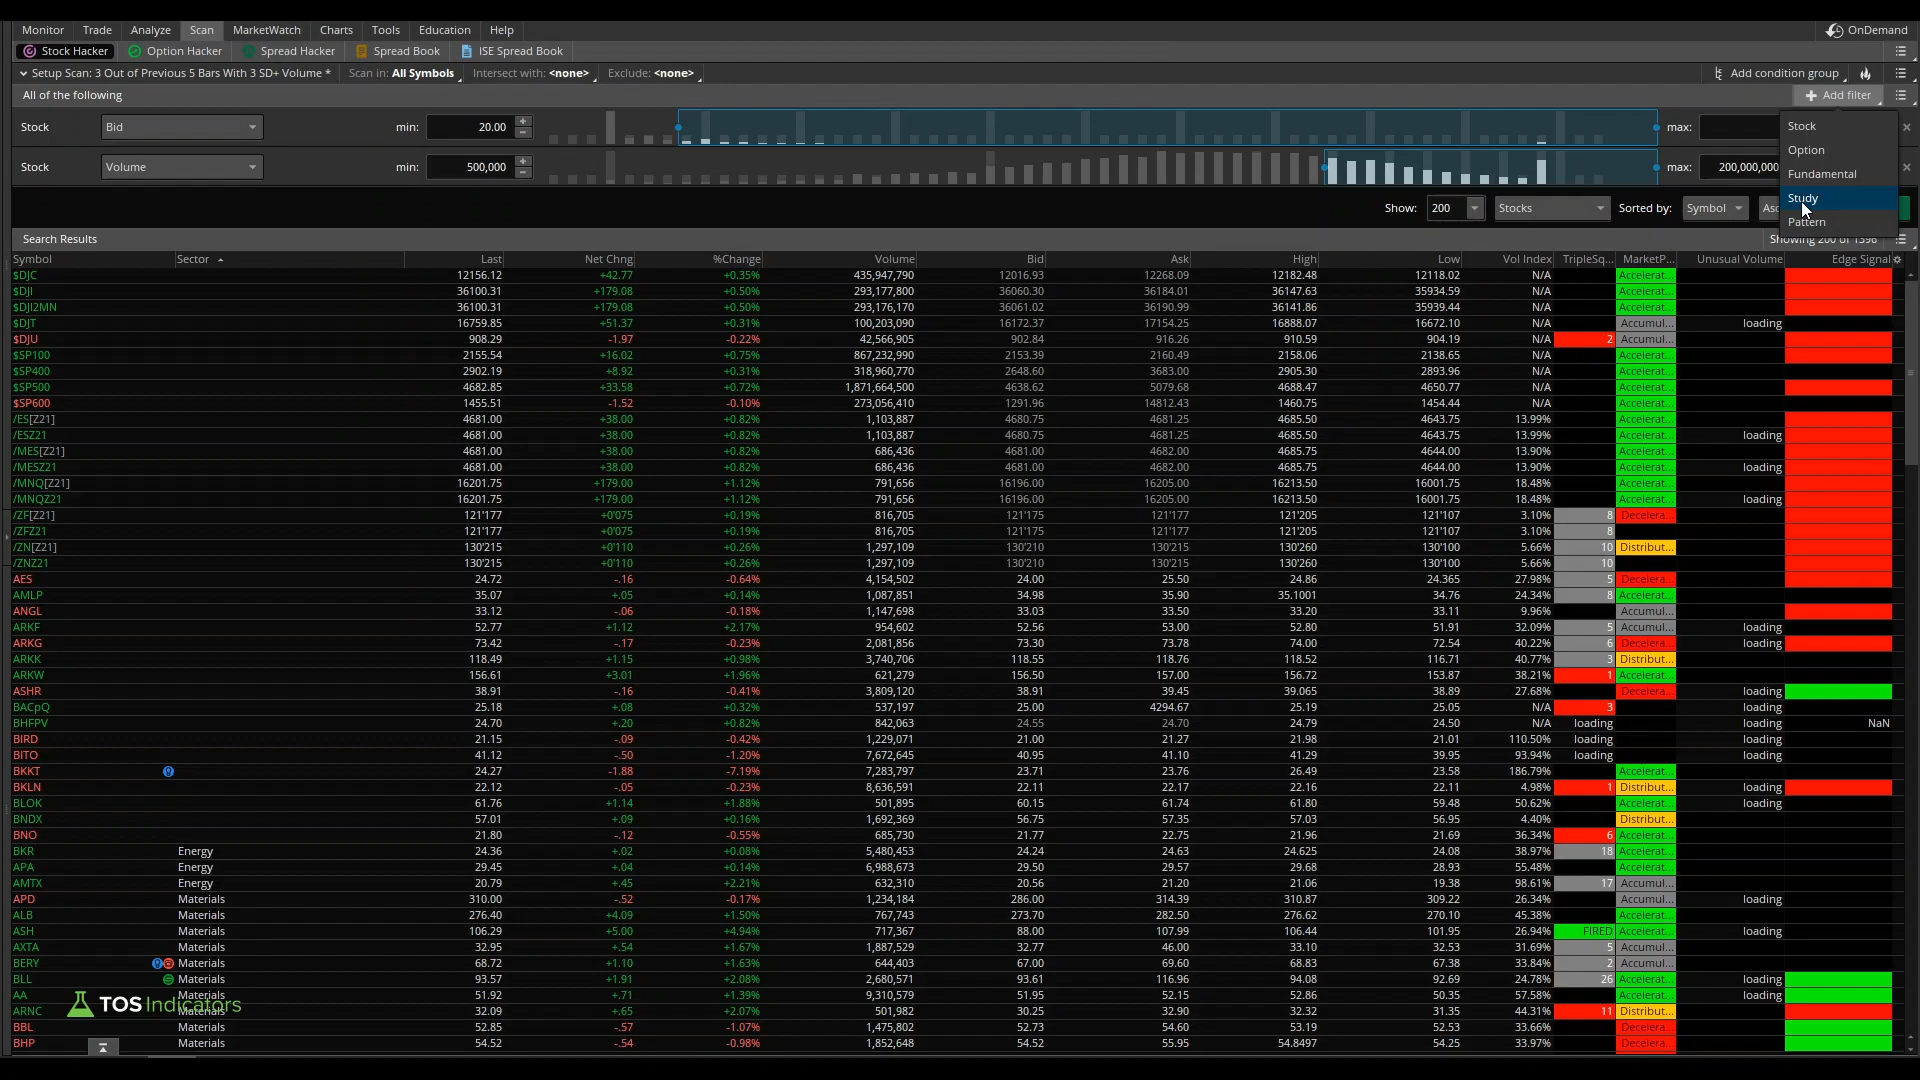 Monitor Trade Analyze Scan MarketWatch Charts Tools Education Help OnDemand
Stock Hacker Option Hacker Spread Hacker Spread Book ISE Spread Book
Setup Scan: 3 Out of Previous 5 Bars With 3 SD+ Volume * Scan in: All Symbols Intersect with: <none> Exclude: <none> Add condition group
All of the following Add filter
Stock Bid min: 20.00 max:
Stock Volume min: 500,000 max: 200,000,000
Stock
Option
Fundamental
Study
Pattern
Show: 200 Stocks Sorted by: Symbol Asc
Search Results Showing 200 of 1396
Symbol Sector Last Net Chng %Change Volume Bid Ask High Low Vol Index TripleSq... MarketP... Unusual Volume Edge Signal
$DJC 12156.12 +42.77 +0.35% 435,947,790 12016.93 12268.09 12182.48 12118.02 N/A Accelerat...
$DJI 36100.31 +179.08 +0.50% 293,177,800 36060.30 36184.01 36147.63 35934.59 N/A Accelerat...
$DJI2MN 36100.31 +179.08 +0.50% 293,176,170 36061.02 36190.99 36141.86 35939.44 N/A Accelerat...
$DJT 16759.85 +51.37 +0.31% 100,203,090 16172.37 17154.25 16888.07 16672.10 N/A Accumul... loading
$DJU 908.29 -1.97 -0.22% 42,566,905 902.84 916.26 910.59 904.19 N/A 2 Accumul...
$SP100 2155.54 +16.02 +0.75% 867,232,990 2153.39 2160.49 2158.06 2138.65 N/A Accelerat...
$SP400 2902.19 +8.92 +0.31% 318,960,770 2648.60 3683.00 2905.30 2893.96 N/A Accelerat...
$SP500 4682.85 +33.58 +0.72% 1,871,664,500 4638.62 5079.68 4688.47 4650.77 N/A Accelerat...
$SP600 1455.51 -1.52 -0.10% 273,056,410 1291.96 14812.43 1460.75 1454.44 N/A Accelerat...
/ES[Z21] 4681.00 +38.00 +0.82% 1,103,887 4680.75 4681.25 4685.50 4643.75 13.99% Accelerat...
/ESZ21 4681.00 +38.00 +0.82% 1,103,887 4680.75 4681.25 4685.50 4643.75 13.99% Accelerat... loading
/MES[Z21] 4681.00 +38.00 +0.82% 686,436 4681.00 4682.00 4685.75 4644.00 13.90% Accelerat...
/MESZ21 4681.00 +38.00 +0.82% 686,436 4681.00 4682.00 4685.75 4644.00 13.90% Accelerat... loading
/MNQ[Z21] 16201.75 +179.00 +1.12% 791,656 16196.00 16205.00 16213.50 16001.75 18.48% Accelerat...
/MNQZ21 16201.75 +179.00 +1.12% 791,656 16196.00 16205.00 16213.50 16001.75 18.48% Accelerat... loading
/ZF[Z21] 121'177 +0'075 +0.19% 816,705 121'175 121'177 121'205 121'107 3.10% 8 Decelera...
/ZFZ21 121'177 +0'075 +0.19% 816,705 121'175 121'177 121'205 121'107 3.10% 8
/ZN[Z21] 130'215 +0'110 +0.26% 1,297,109 130'210 130'215 130'260 130'100 5.66% 10 Distribut...
/ZNZ21 130'215 +0'110 +0.26% 1,297,109 130'210 130'215 130'260 130'100 5.66% 10
AES 24.72 -.16 -0.64% 4,154,502 24.00 25.50 24.86 24.365 27.98% 5 Decelera...
AMLP 35.07 +.05 +0.14% 1,087,851 34.98 35.90 35.1001 34.76 24.34% 8 Accelerat...
ANGL 33.12 -.06 -0.18% 1,147,698 33.03 33.50 33.20 33.11 9.96% Accumul...
ARKF 52.77 +1.12 +2.17% 954,602 52.56 53.00 52.80 51.91 32.09% 5 Accumul... loading
ARKG 73.42 -.17 -0.23% 2,081,856 73.30 73.78 74.00 72.54 40.22% 6 Decelera... loading
ARKK 118.49 +1.15 +0.98% 3,740,706 118.55 118.76 118.52 116.71 40.77% 3 Distribut...
ARKW 156.61 +3.01 +1.96% 621,279 156.50 157.00 156.72 153.87 38.21% 1 Accelerat...
ASHR 38.91 -.16 -0.41% 3,809,120 38.91 39.45 39.065 38.89 27.68% Decelera... loading
BACpQ 25.18 +.08 +0.32% 537,197 25.00 4294.67 25.19 25.05 N/A 3 loading
BHFPV 24.70 +.20 +0.82% 842,063 24.55 24.70 24.79 24.50 N/A loading loading NaN
BIRD 21.15 -.09 -0.42% 1,229,071 21.00 21.27 21.98 21.01 110.50% loading loading
BITO 41.12 -.50 -1.20% 7,672,645 40.95 41.10 41.29 39.95 93.94% loading loading
BKKT 24.27 -1.88 -7.19% 7,283,797 23.71 23.76 26.49 23.58 186.79% Accelerat...
BKLN 22.12 -.05 -0.23% 8,636,591 22.11 22.17 22.16 22.11 4.98% 1 Distribut... loading
BLOK 61.76 +1.14 +1.88% 501,895 60.15 61.74 61.80 59.48 50.62% Accelerat... loading
BNDX 57.01 +.09 +0.16% 1,692,369 56.75 57.35 57.03 56.95 4.40% Distribut...
BNO 21.80 -.12 -0.55% 685,730 21.77 22.75 21.96 21.69 36.34% 6 Accelerat...
BKR Energy 24.36 +.02 +0.08% 5,480,453 24.24 24.63 24.625 24.08 38.97% 18 Accelerat...
APA Energy 29.45 +.04 +0.14% 6,988,673 29.50 29.57 29.68 28.93 55.48% Accelerat...
AMTX Energy 20.79 +.45 +2.21% 632,310 20.56 21.20 21.06 19.38 98.61% 17 Accumul...
APD Materials 310.00 -.52 -0.17% 1,234,184 286.00 314.39 310.87 309.22 26.34% Accumul... loading
ALB Materials 276.40 +4.09 +1.50% 767,743 273.70 282.50 276.62 270.10 45.38% Accelerat...
ASH Materials 106.29 +5.00 +4.94% 717,367 88.00 107.99 106.44 101.95 26.94% FIRED Accelerat... loading
AXTA Materials 32.95 +.54 +1.67% 1,887,529 32.77 46.00 33.10 32.53 31.69% 5 Accumul...
BERY Materials 68.72 +1.10 +1.63% 644,403 67.00 69.60 68.83 67.38 33.84% 2 Accumul...
BLL Materials 93.57 +1.91 +2.08% 2,680,571 93.61 116.96 94.08 92.69 24.78% 26 Accelerat... loading
AA Materials 51.92 +.71 +1.39% 9,310,579 51.95 52.15 52.86 50.35 57.58% Accelerat... loading
TOS Indicators
ARNC Materials 32.09 +.65 +2.07% 501,982 30.25 32.90 32.32 31.35 44.31% 11 Distribut...
BBL Materials 52.85 -.57 -1.07% 1,475,802 52.73 54.60 53.19 52.53 33.66% Decelera...
BHP Materials 54.52 -.54 -0.98% 1,852,648 54.52 55.95 54.8497 54.25 33.97% Decelera...